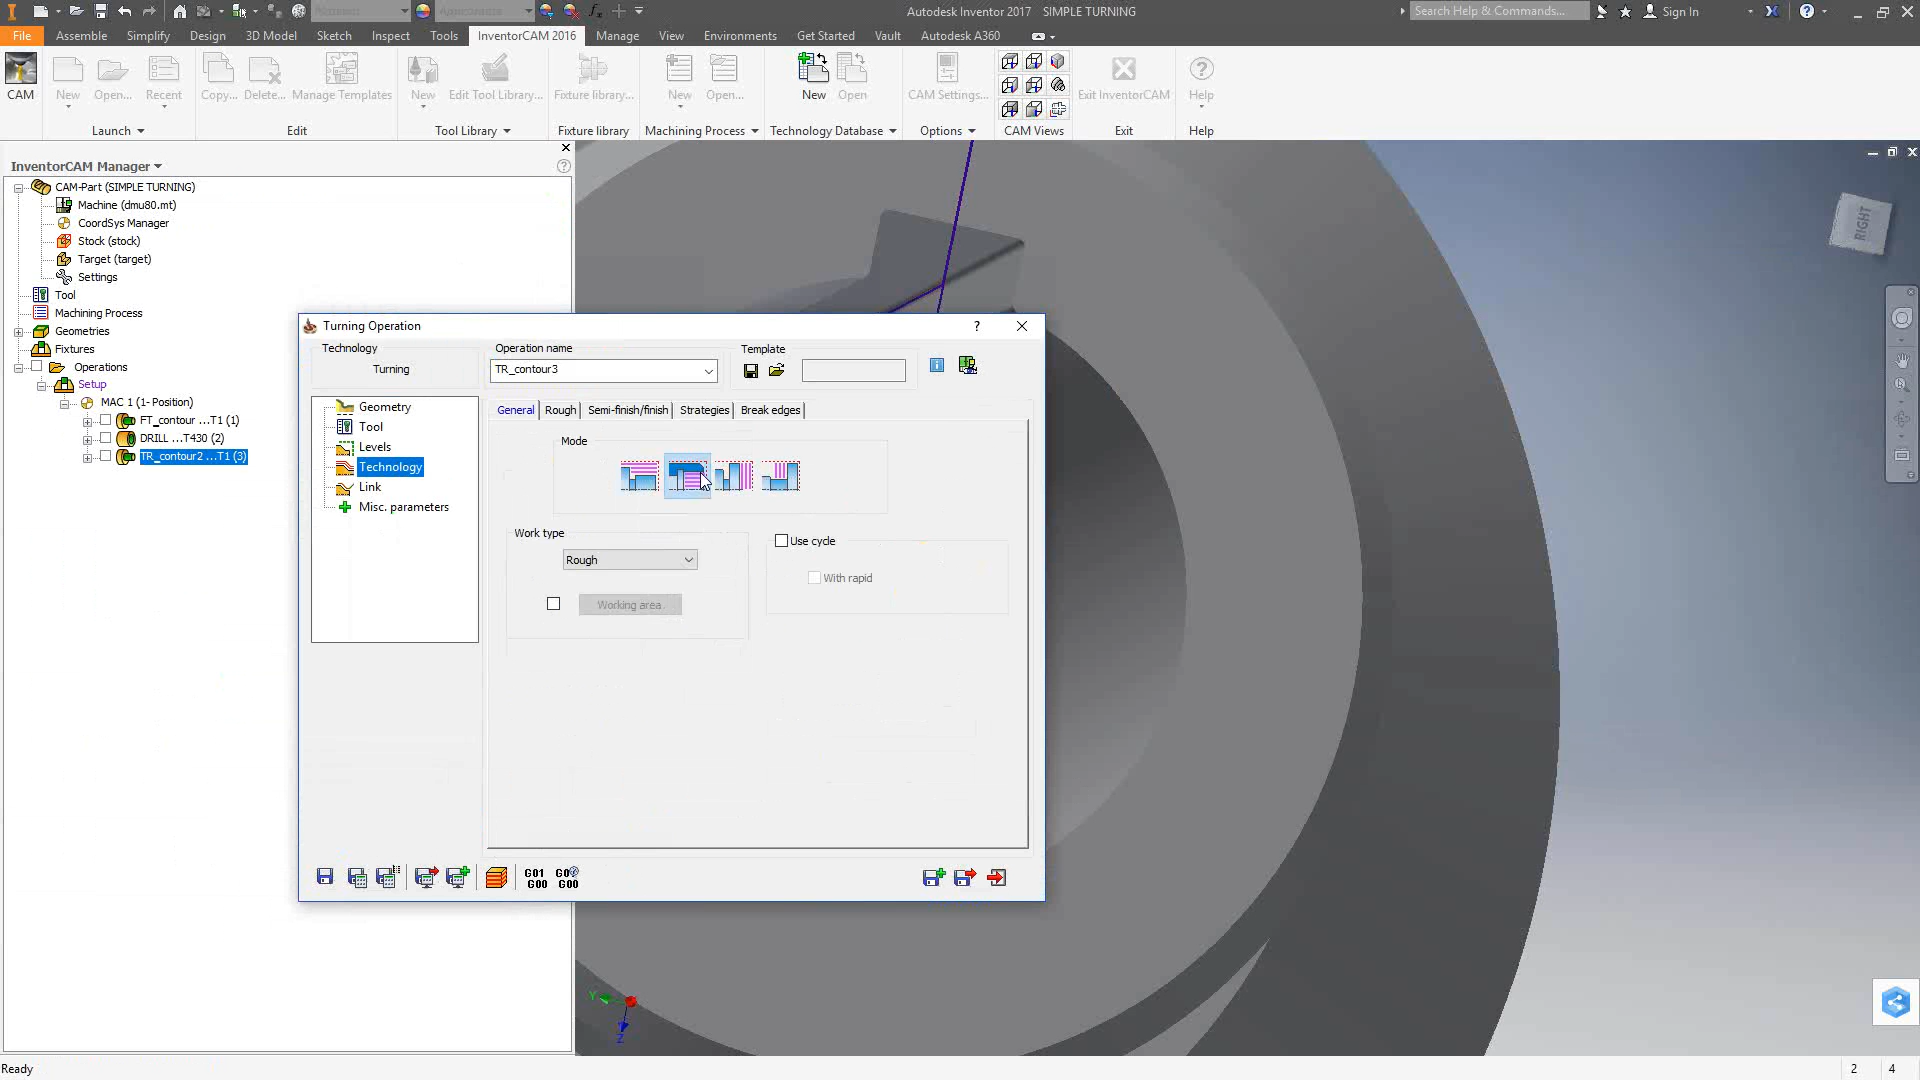 Autodesk Inventor 2017 SIMPLE TURNING
Search Help & Commands...
Sign In
File Assemble Simplify Design 3D Model Sketch Inspect Tools InventorCAM 2016 Manage View Environments Get Started Vault Autodesk A360
CAM New Open... Recent Copy... Delete... Manage Templates New Edit Tool Library... Fixture library... New Open... New Open CAM Settings... Exit InventorCAM Help
Launch Edit Tool Library Fixture library Machining Process Technology Database Options CAM Views Exit Help
InventorCAM Manager
CAM-Part (SIMPLE TURNING)
Machine (dmu80.mt)
CoordSys Manager
Stock (stock)
Target (target)
Settings
Tool
Machining Process
Geometries
Fixtures
Operations
Setup
MAC 1 (1- Position)
FT_contour ...T1 (1)
DRILL ...T430 (2)
TR_contour2 ...T1 (3)
Turning Operation
Technology
Turning
Operation name
TR_contour3
Template
Geometry
Tool
Levels
Technology
Link
Misc. parameters
General Rough Semi-finish/finish Strategies Break edges
Mode
Work type
Rough
Working area
Use cycle
With rapid
G01 G00
G00
RIGHT
Y
Z
Ready
2 4